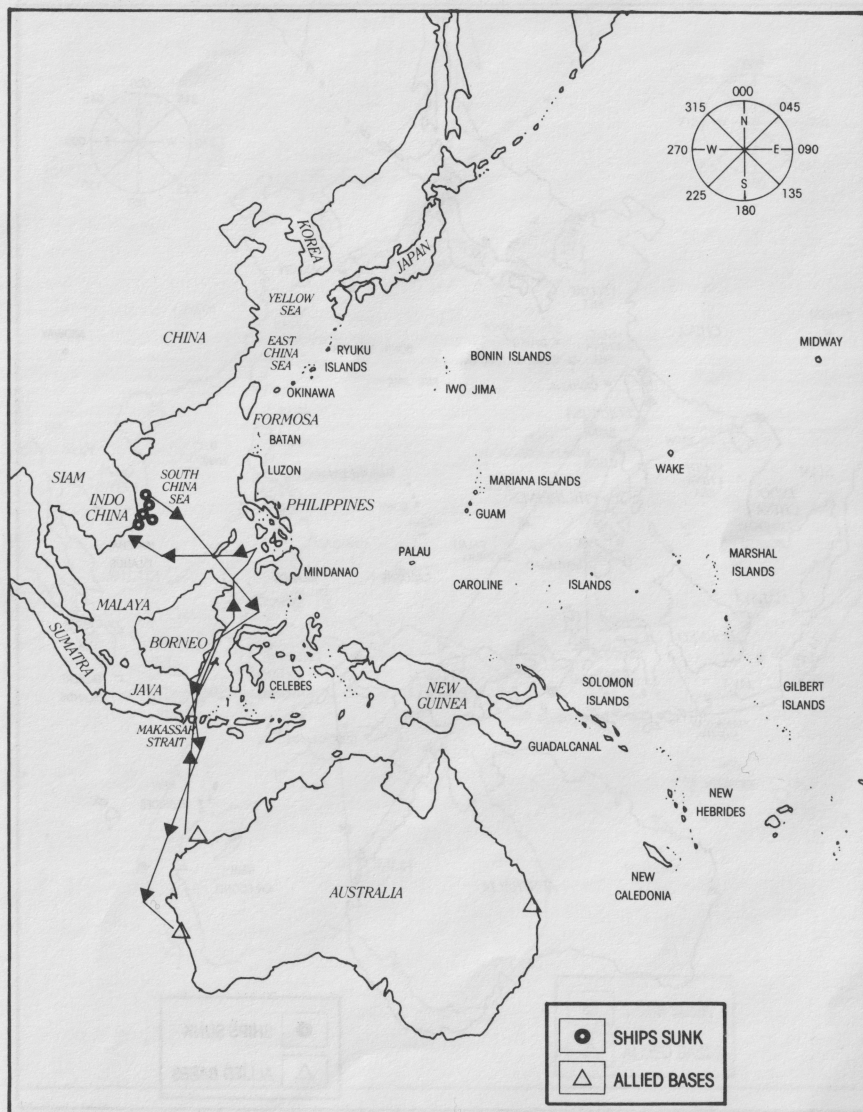 000
315
045
N
270
W
E
090
S
225
135
180
KOREA
JAPAN
YELLOW
SEA
CHINA
EAST
CHINA
SEA
RYUKU
ISLANDS
BONIN ISLANDS
MIDWAY
OKINAWA
IWO JIMA
FORMOSA
BATAN
LUZON
WAKE
SIAM
SOUTH
CHINA
SEA
MARIANA ISLANDS
INDO
CHINA
PHILIPPINES
GUAM
PALAU
MARSHAL
ISLANDS
MINDANAO
CAROLINE
ISLANDS
MALAYA
BORNEO
SUMATRA
JAVA
CELEBES
NEW
GUINEA
SOLOMON
ISLANDS
GILBERT
ISLANDS
MAKASSAR
STRAIT
GUADALCANAL
NEW
HEBRIDES
AUSTRALIA
NEW
CALEDONIA
SHIPS SUNK
ALLIED BASES